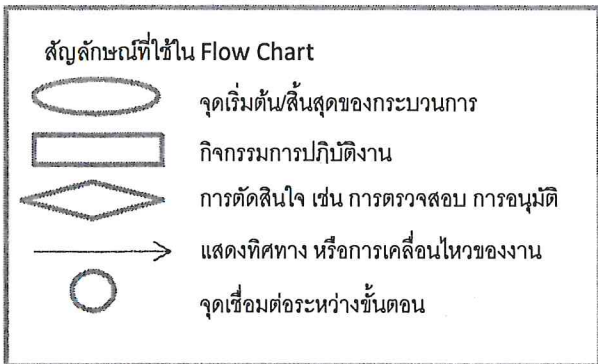 สัญลักษณ์ที่ใช้ใน Flow Chart
จุดเริ่มต้น/สิ้นสุดของกระบวนการ
กิจกรรมการปฏิบัติงาน
การตัดสินใจ เช่น การตรวจสอบ การอนุมัติ
แสดงทิศทาง หรือการเคลื่อนไหวของงาน
จุดเชื่อมต่อระหว่างขั้นตอน